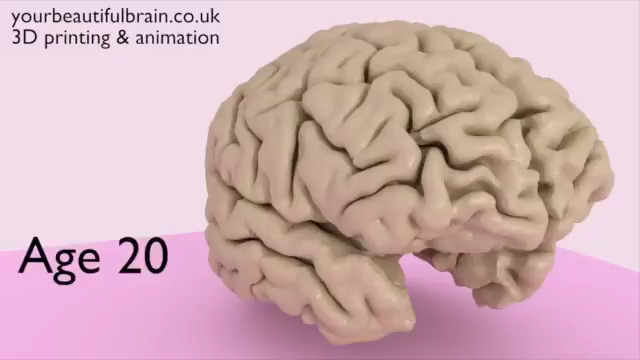 yourbeautifulbrain.co.uk
3D printing & animation
Age 20